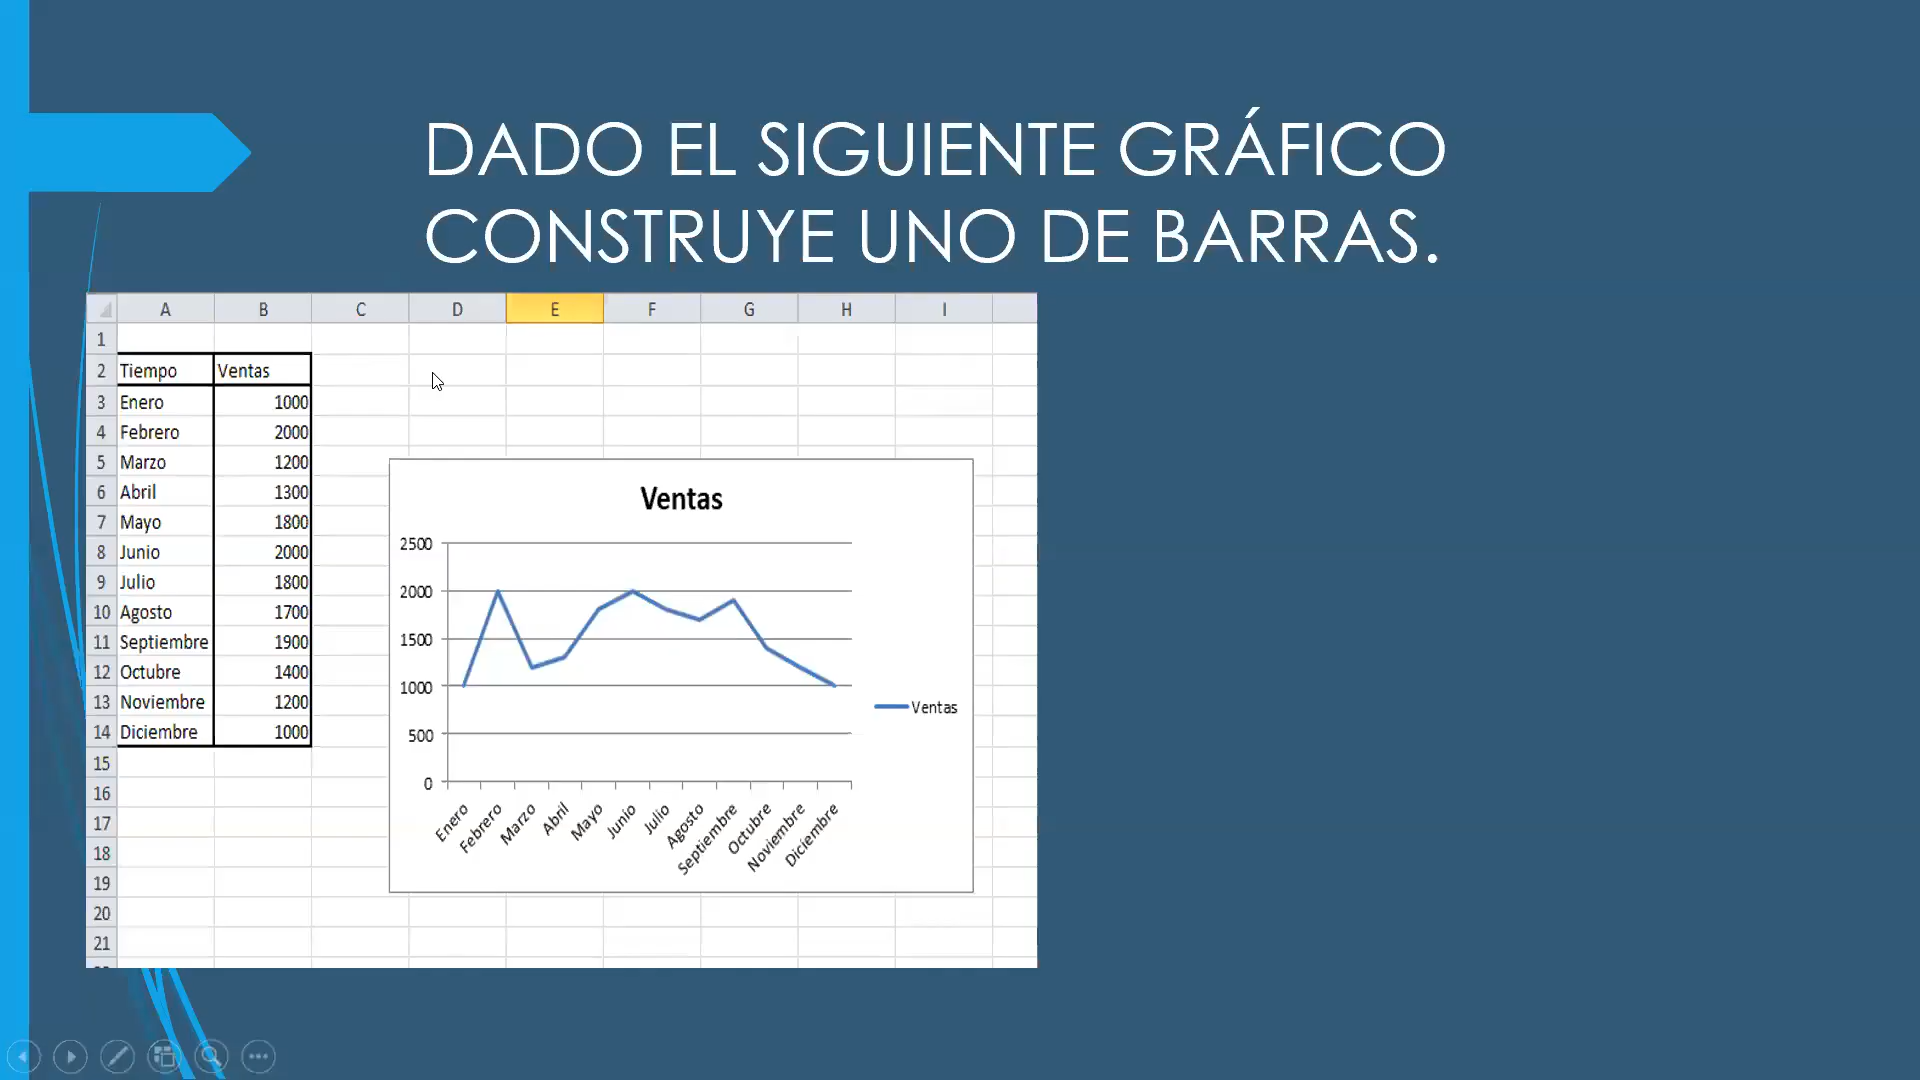 DADO EL SIGUIENTE GRÁFICO
CONSTRUYE UNO DE BARRAS.
A B C D E F G H I
1
2 Tiempo Ventas
3 Enero 1000
4 Febrero 2000
5 Marzo 1200
6 Abril 1300
7 Mayo 1800
8 Junio 2000
9 Julio 1800
10 Agosto 1700
11 Septiembre 1900
12 Octubre 1400
13 Noviembre 1200
14 Diciembre 1000
15
16
17
18
19
20
21
Ventas
2500
2000
1500
1000
500
0
Enero Febrero Marzo Abril Mayo Junio Julio Agosto Septiembre Octubre Noviembre Diciembre
Ventas